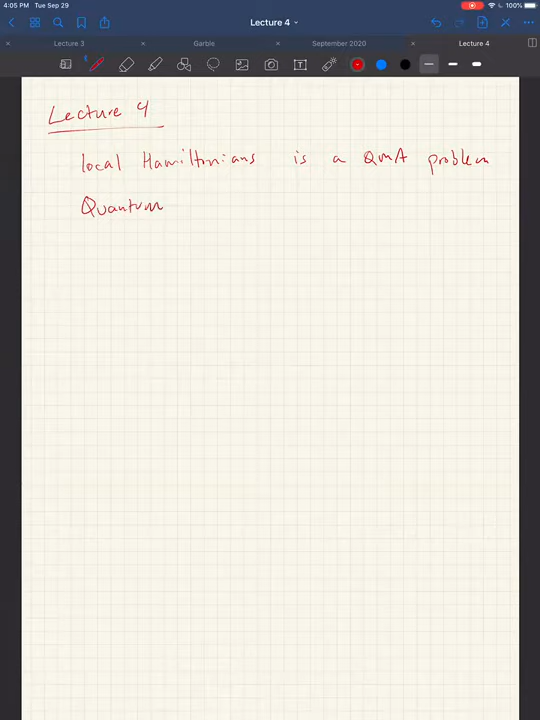 4:05 PM Tue Sep 29
100%
Lecture 4
Lecture 3
Garble
September 2020
Lecture 4
Lecture 4
local Hamiltonians is a QMA problem
Quantum